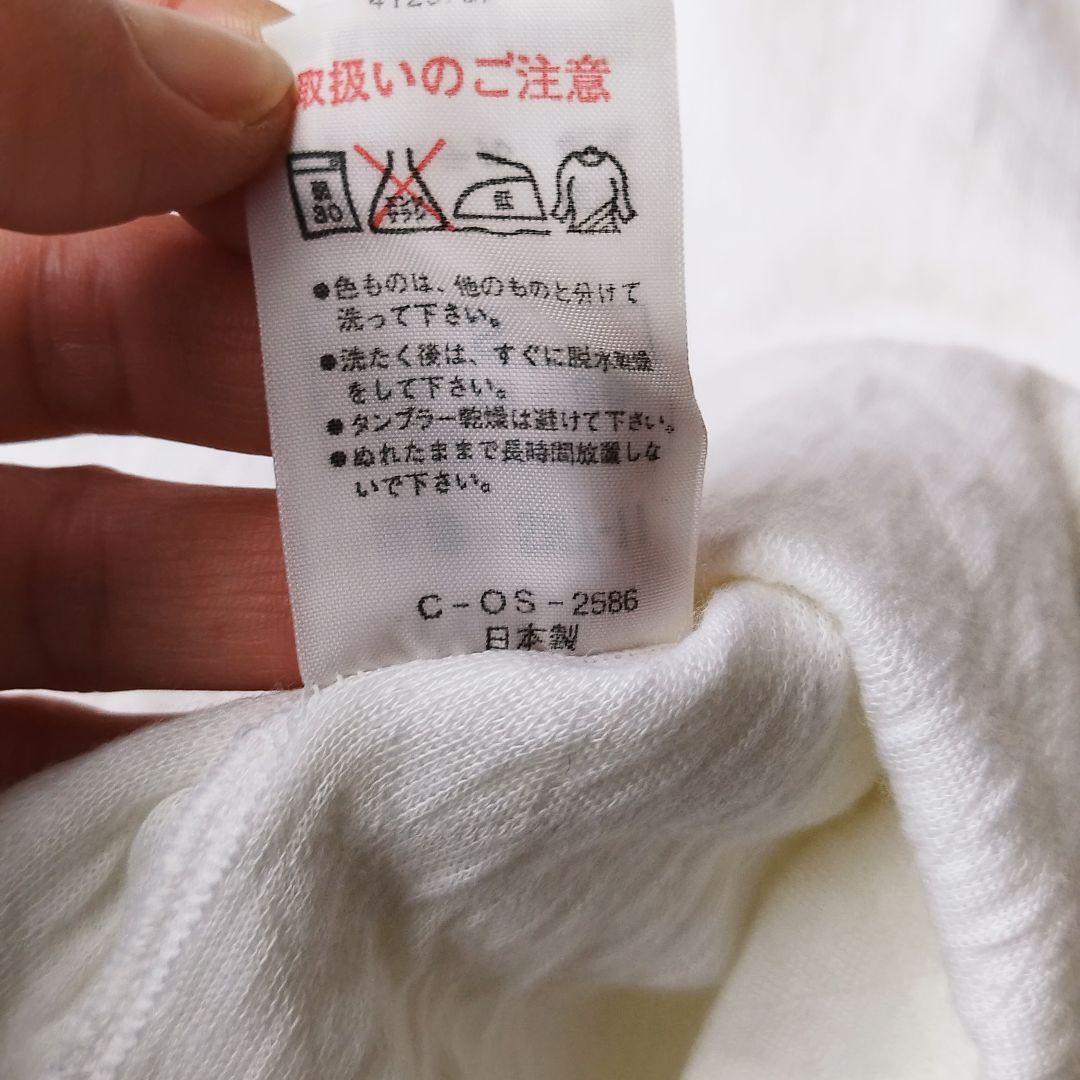 取扱いのご注意
30
低
●色ものは、他のものと分けて
洗って下さい。
●洗たく後は、すぐに脱水乾燥
をして下さい。
●タンブラー乾燥は避けて下さい。
●ぬれたままで長時間放置しな
いで下さい。
C-OS-2586
日本製